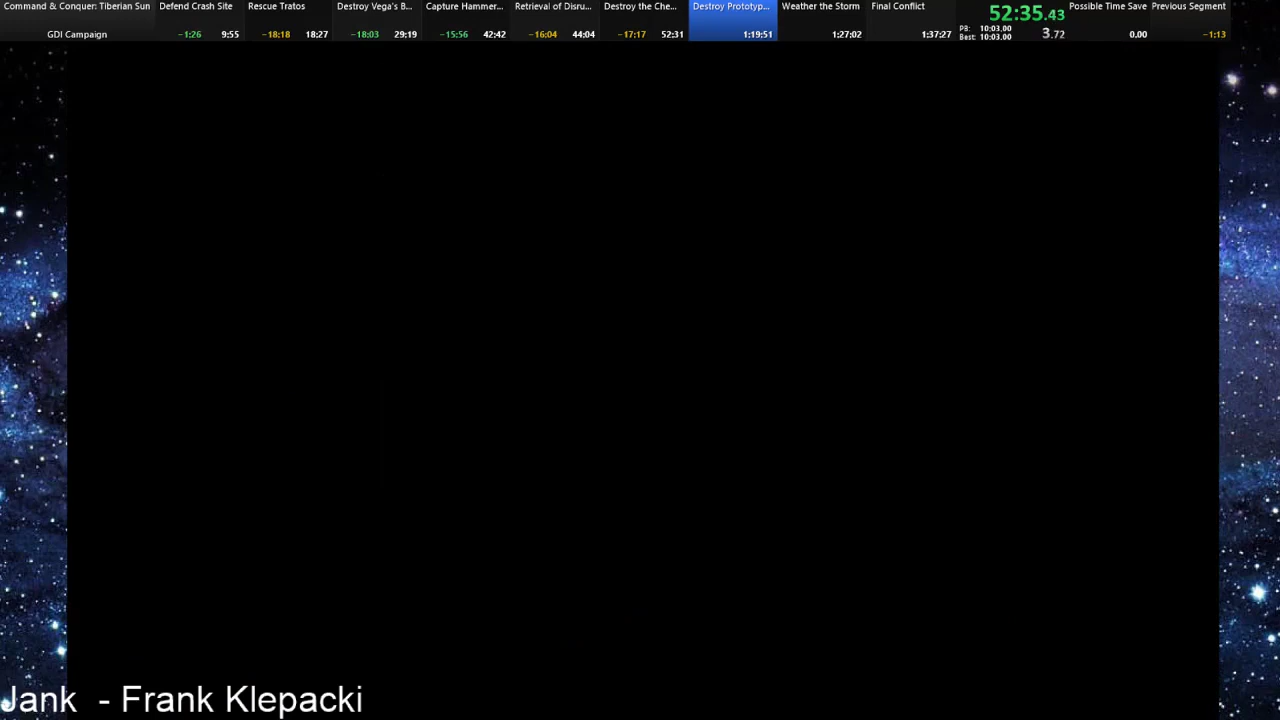 Command & Conquer: Tiberian Sun
GDI Campaign
Defend Crash Site
−1:26 9:55
Rescue Tratos
−18:18 18:27
Destroy Vega's B...
−18:03 29:19
Capture Hammer...
−15:56 42:42
Retrieval of Disru...
−16:04 44:04
Destroy the Che...
−17:17 52:31
Destroy Prototyp...
1:19:51
Weather the Storm
1:27:02
Final Conflict
1:37:27
52:35.43
PB: 10:03.00
Best: 10:03.00
3.72
Possible Time Save
0.00
Previous Segment
−1:13
Jank - Frank Klepacki